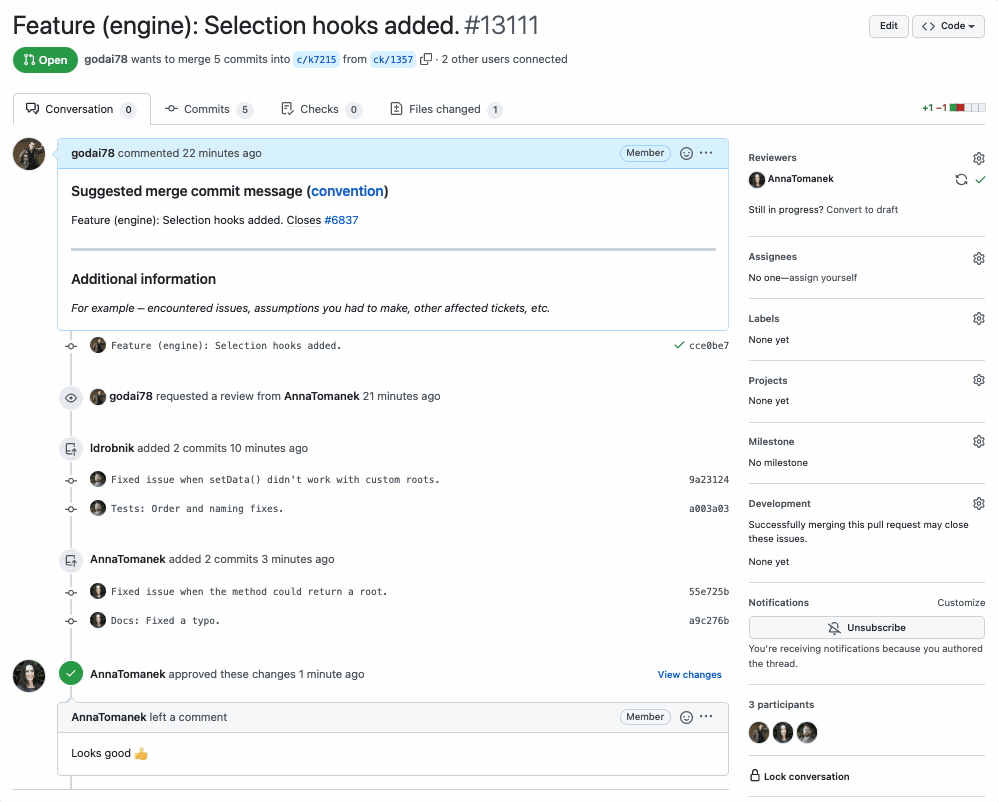 Feature (engine): Selection hooks added. #13111
Edit
<> Code
Open
godai78 wants to merge 5 commits into c/k7215 from ck/1357 · 2 other users connected
Conversation 0
Commits 5
Checks 0
Files changed 1
+1 −1
godai78 commented 22 minutes ago
Member
Suggested merge commit message (convention)
Feature (engine): Selection hooks added. Closes #6837
Additional information
For example – encountered issues, assumptions you had to make, other affected tickets, etc.
Feature (engine): Selection hooks added.
cce0be7
godai78 requested a review from AnnaTomanek 21 minutes ago
ldrobnik added 2 commits 10 minutes ago
Fixed issue when setData() didn't work with custom roots.
9a23124
Tests: Order and naming fixes.
a003a03
AnnaTomanek added 2 commits 3 minutes ago
Fixed issue when the method could return a root.
55e725b
Docs: Fixed a typo.
a9c276b
AnnaTomanek approved these changes 1 minute ago
View changes
AnnaTomanek left a comment
Member
Looks good 👍
Reviewers
AnnaTomanek
Still in progress? Convert to draft
Assignees
No one—assign yourself
Labels
None yet
Projects
None yet
Milestone
No milestone
Development
Successfully merging this pull request may close
these issues.
None yet
Notifications
Customize
Unsubscribe
You're receiving notifications because you authored
the thread.
3 participants
Lock conversation